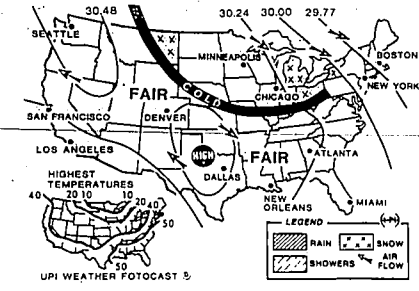 30.48
30.24
30.00
29.77
SEATTLE
BOSTON
MINNEAPOLIS
NEW YORK
CHICAGO
FAIR
COLD
SAN FRANCISCO
DENVER
LOS ANGELES
HIGH
FAIR
ATLANTA
DALLAS
HIGHEST
TEMPERATURES
40
20
10
10
20
40
50
50
NEW
ORLEANS
MIAMI
LEGEND
RAIN
SNOW
SHOWERS
AIR
FLOW
UPI WEATHER FOTOCAST ®